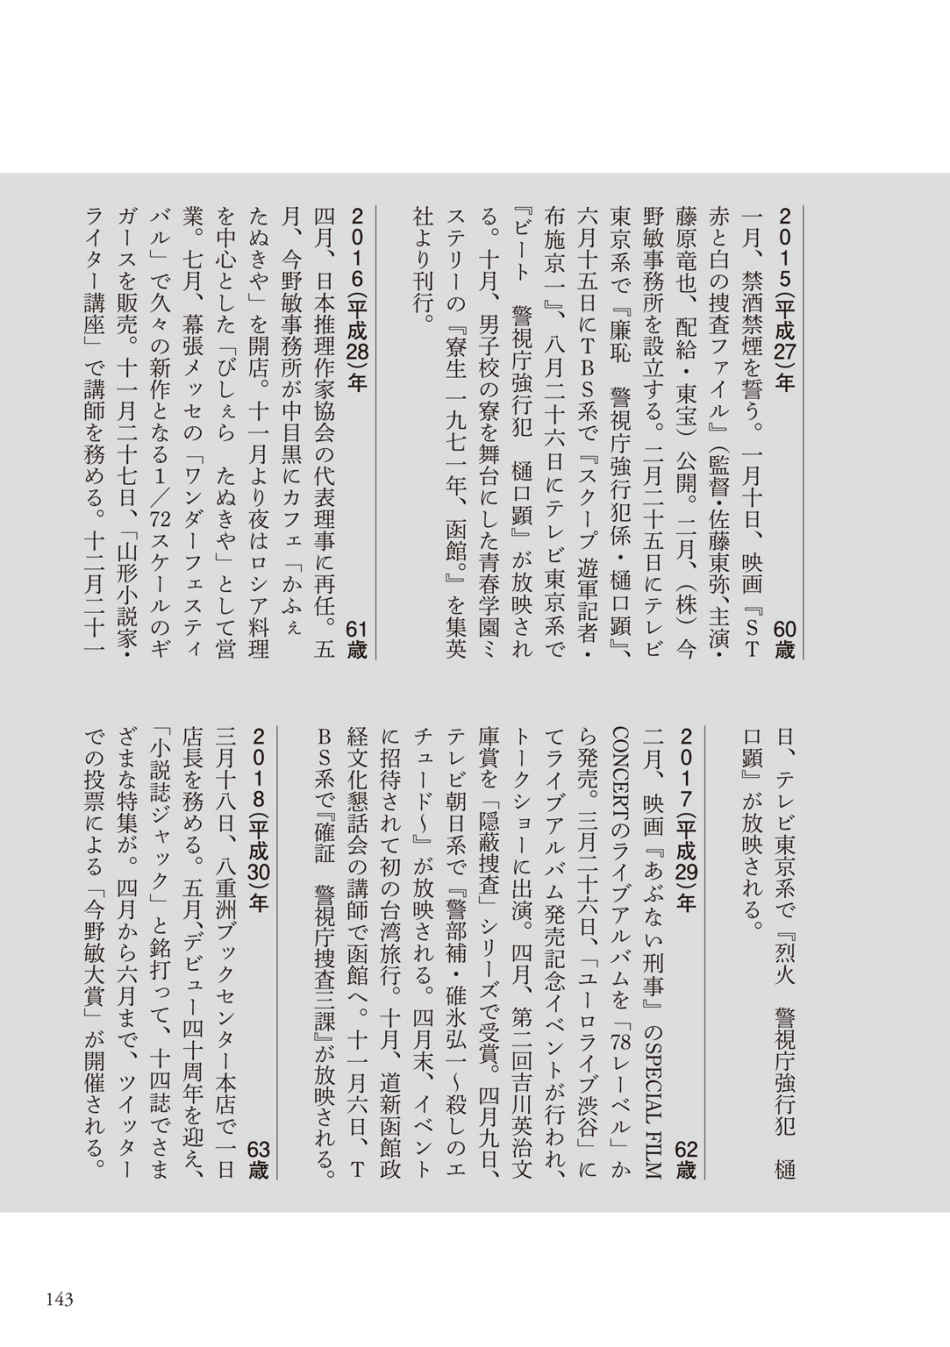 2015(平成27)年 60歳
一月、禁酒禁煙を誓う。一月十日、映画『ST
赤と白の捜査ファイル』(監督・佐藤東弥、主演・
藤原竜也、配給・東宝)公開。二月、(株)今
野敏事務所を設立する。二月二十五日にテレビ
東京系で『廉恥 警視庁強行犯係・樋口顕』、
六月十五日にTBS系で『スクープ 遊軍記者・
布施京一』、八月二十六日にテレビ東京系で
『ビート 警視庁強行犯 樋口顕』が放映され
る。十月、男子校の寮を舞台にした青春学園ミ
ステリーの『寮生 一九七一年、函館。』を集英
社より刊行。
2016(平成28)年 61歳
四月、日本推理作家協会の代表理事に再任。五
月、今野敏事務所が中目黒にカフェ「かふぇ
たぬきや」を開店。十一月より夜はロシア料理
を中心とした「びしぇら たぬきや」として営
業。七月、幕張メッセの「ワンダーフェスティ
バル」で久々の新作となる1/72スケールのギ
ガースを販売。十一月二十七日、「山形小説家・
ライター講座」で講師を務める。十二月二十一
日、テレビ東京系で『烈火 警視庁強行犯 樋
口顕』が放映される。
2017(平成29)年 62歳
二月、映画『あぶない刑事』のSPECIAL FILM
CONCERTのライブアルバムを「78レーベル」か
ら発売。三月二十六日、「ユーロライブ渋谷」に
てライブアルバム発売記念イベントが行われ、
トークショーに出演。四月、第二回吉川英治文
庫賞を「隠蔽捜査」シリーズで受賞。四月九日、
テレビ朝日系で『警部補・碓氷弘一〜殺しのエ
チュード〜』が放映される。四月末、イベント
に招待されて初の台湾旅行。十月、道新函館政
経文化懇話会の講師で函館へ。十一月六日、T
BS系で『確証 警視庁捜査三課』が放映される。
2018(平成30)年 63歳
三月十八日、八重洲ブックセンター本店で一日
店長を務める。五月、デビュー四十周年を迎え、
「小説誌ジャック」と銘打って、十四誌でさま
ざまな特集が。四月から六月まで、ツイッター
での投票による「今野敏大賞」が開催される。
143